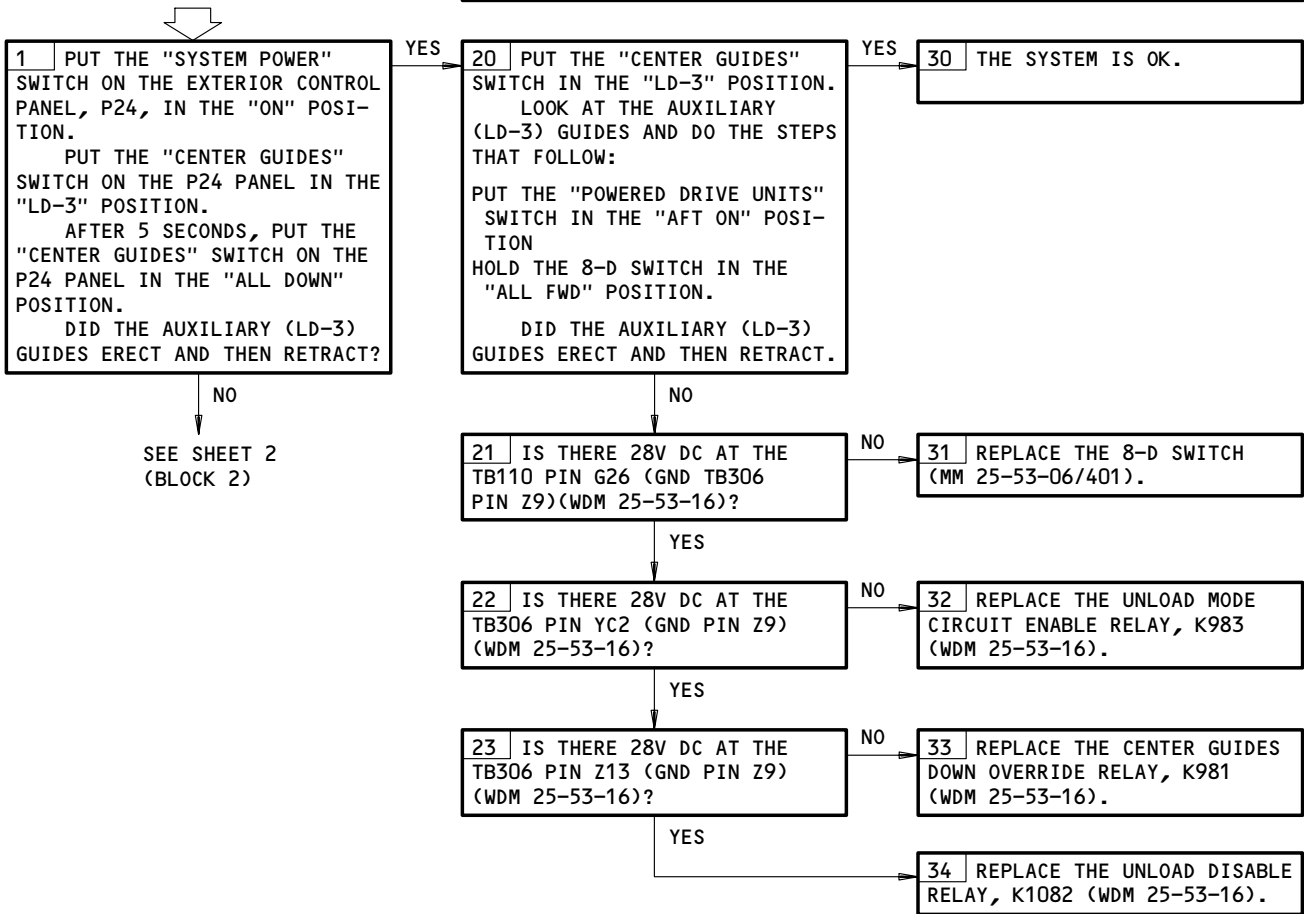 1 PUT THE "SYSTEM POWER"
SWITCH ON THE EXTERIOR CONTROL
PANEL, P24, IN THE "ON" POSI-
TION.
PUT THE "CENTER GUIDES"
SWITCH ON THE P24 PANEL IN THE
"LD-3" POSITION.
AFTER 5 SECONDS, PUT THE
"CENTER GUIDES" SWITCH ON THE
P24 PANEL IN THE "ALL DOWN"
POSITION.
DID THE AUXILIARY (LD-3)
GUIDES ERECT AND THEN RETRACT?
YES
NO
SEE SHEET 2
(BLOCK 2)
20 PUT THE "CENTER GUIDES"
SWITCH IN THE "LD-3" POSITION.
LOOK AT THE AUXILIARY
(LD-3) GUIDES AND DO THE STEPS
THAT FOLLOW:
PUT THE "POWERED DRIVE UNITS"
SWITCH IN THE "AFT ON" POSI-
TION
HOLD THE 8-D SWITCH IN THE
"ALL FWD" POSITION.
DID THE AUXILIARY (LD-3)
GUIDES ERECT AND THEN RETRACT.
YES
30 THE SYSTEM IS OK.
NO
21 IS THERE 28V DC AT THE
TB110 PIN G26 (GND TB306
PIN Z9)(WDM 25-53-16)?
NO
31 REPLACE THE 8-D SWITCH
(MM 25-53-06/401).
YES
22 IS THERE 28V DC AT THE
TB306 PIN YC2 (GND PIN Z9)
(WDM 25-53-16)?
NO
32 REPLACE THE UNLOAD MODE
CIRCUIT ENABLE RELAY, K983
(WDM 25-53-16).
YES
23 IS THERE 28V DC AT THE
TB306 PIN Z13 (GND PIN Z9)
(WDM 25-53-16)?
NO
33 REPLACE THE CENTER GUIDES
DOWN OVERRIDE RELAY, K981
(WDM 25-53-16).
YES
34 REPLACE THE UNLOAD DISABLE
RELAY, K1082 (WDM 25-53-16).